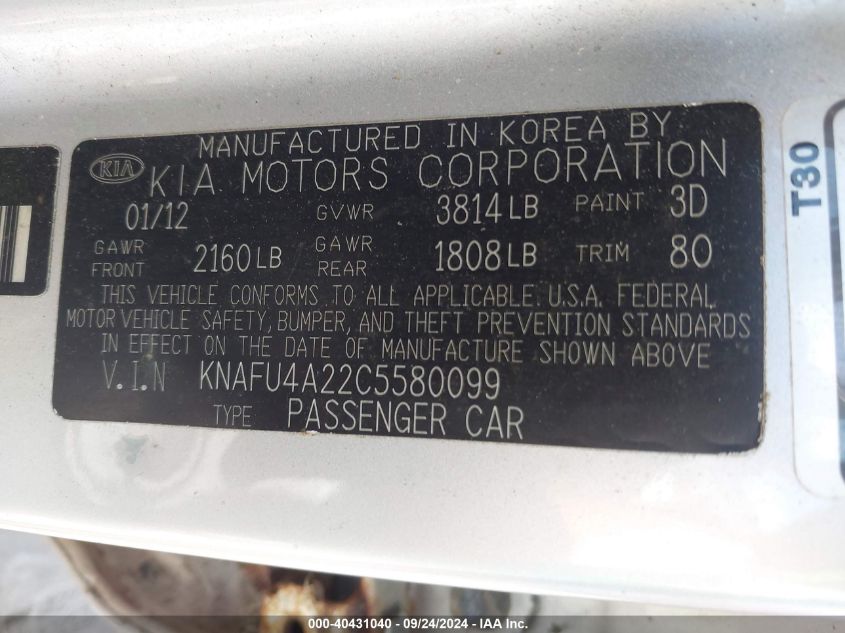 MANUFACTURED IN KOREA BY
KIA KIA MOTORS CORPORATION
01/12 GVWR 3814 LB PAINT 3D
GAWR FRONT 2160 LB GAWR REAR 1808 LB TRIM 80
THIS VEHICLE CONFORMS TO ALL APPLICABLE U.S.A. FEDERAL
MOTOR VEHICLE SAFETY, BUMPER, AND THEFT PREVENTION STANDARDS
IN EFFECT ON THE DATE OF MANUFACTURE SHOWN ABOVE
V.I.N KNAFU4A22C5580099
TYPE PASSENGER CAR
T30
000-40431040 - 09/24/2024 - IAA Inc.